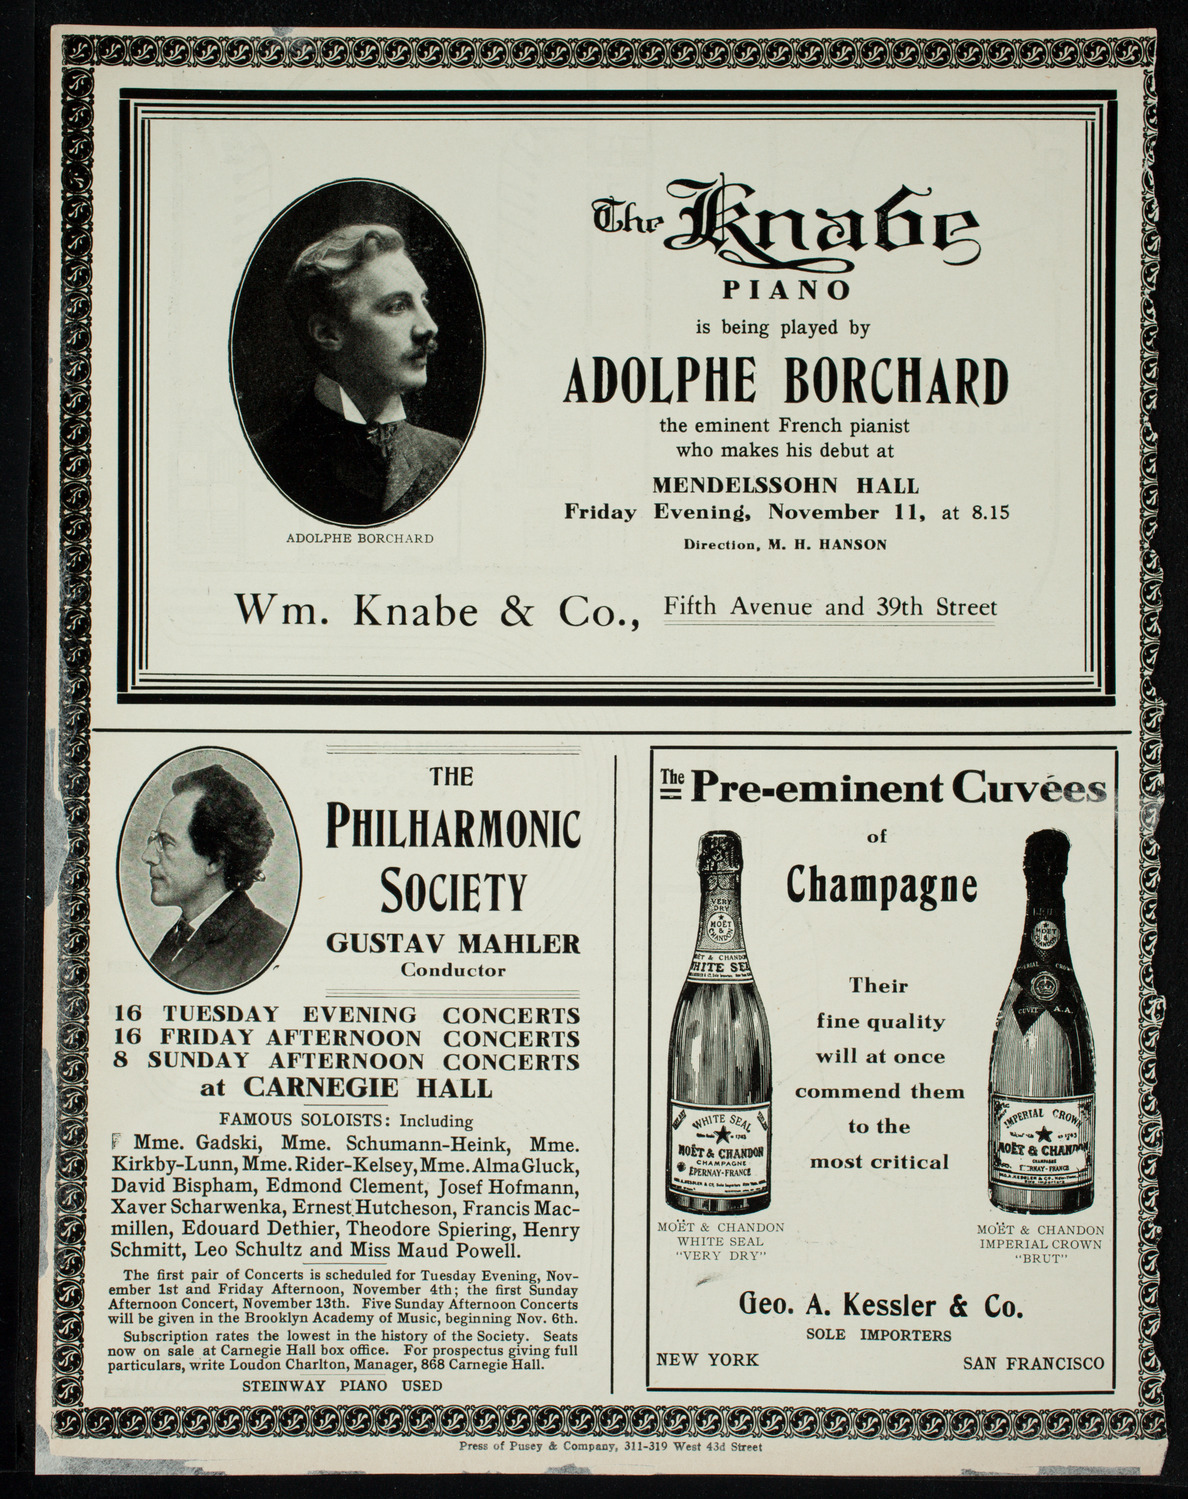 The Knabe
PIANO
is being played by
ADOLPHE BORCHARD
the eminent French pianist
who makes his debut at
MENDELSSOHN HALL
Friday Evening, November 11, at 8.15
Direction, M. H. HANSON
ADOLPHE BORCHARD
Wm. Knabe & Co., Fifth Avenue and 39th Street
THE
PHILHARMONIC
SOCIETY
GUSTAV MAHLER
Conductor
16 TUESDAY EVENING CONCERTS
16 FRIDAY AFTERNOON CONCERTS
8 SUNDAY AFTERNOON CONCERTS
at CARNEGIE HALL
FAMOUS SOLOISTS: Including
Mme. Gadski, Mme. Schumann-Heink, Mme.
Kirkby-Lunn, Mme. Rider-Kelsey, Mme. Alma Gluck,
David Bispham, Edmond Clement, Josef Hofmann,
Xaver Scharwenka, Ernest Hutcheson, Francis Mac-
millen, Edouard Dethier, Theodore Spiering, Henry
Schmitt, Leo Schultz and Miss Maud Powell.
The first pair of Concerts is scheduled for Tuesday Evening, Nov-
ember 1st and Friday Afternoon, November 4th; the first Sunday
Afternoon Concert, November 13th. Five Sunday Afternoon Concerts
will be given in the Brooklyn Academy of Music, beginning Nov. 6th.
Subscription rates the lowest in the history of the Society. Seats
now on sale at Carnegie Hall box office. For prospectus giving full
particulars, write Loudon Charlton, Manager, 868 Carnegie Hall.
STEINWAY PIANO USED
The Pre-eminent Cuvées
of
Champagne
Their
fine quality
will at once
commend them
to the
most critical
VERY
DRY
MOËT
&
CHANDON
WHITE SEAL
MOËT & CHANDON
CHAMPAGNE
ÉPERNAY-FRANCE
MOËT & CHANDON
WHITE SEAL
"VERY DRY"
MOËT
&
CHANDON
CUVÉE A.A.
IMPERIAL CROWN
MOËT & CHANDON
MOËT & CHANDON
IMPERIAL CROWN
"BRUT"
Geo. A. Kessler & Co.
SOLE IMPORTERS
NEW YORK SAN FRANCISCO
Press of Pusey & Company, 311-319 West 43d Street